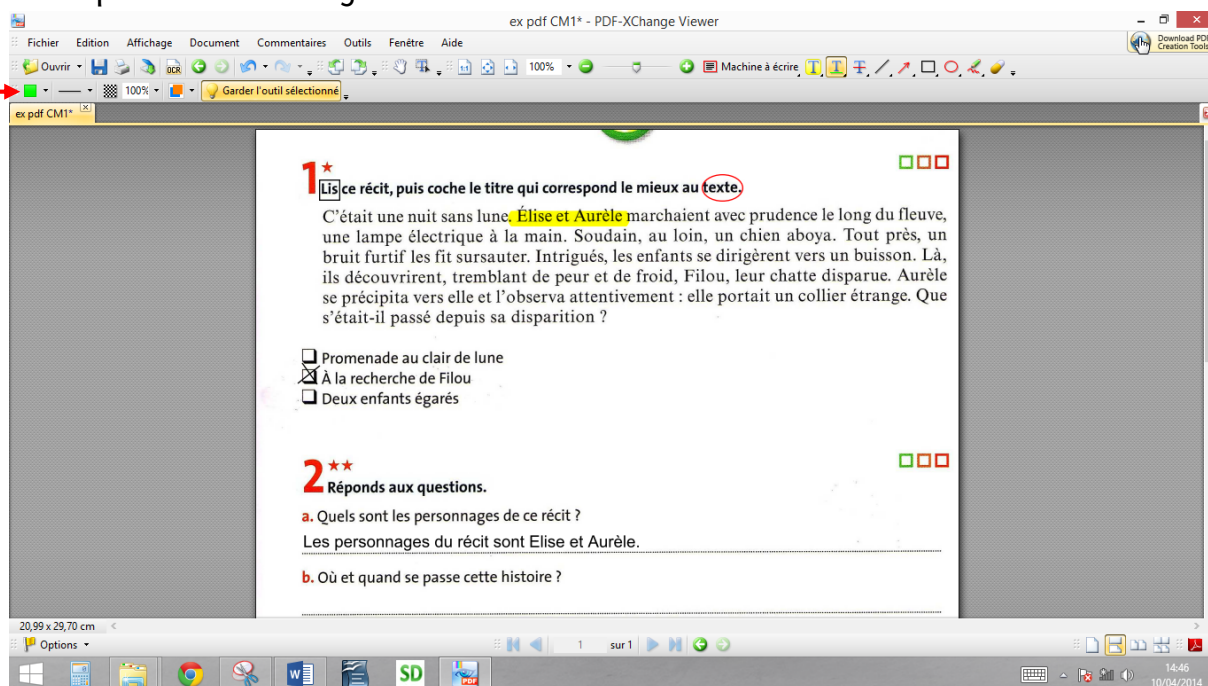 ex pdf CM1* - PDF-XChange Viewer
Fichier Edition Affichage Document Commentaires Outils Fenêtre Aide
Download PD
Creation Tools
Ouvrir OCR 100% Machine à écrire T T T
100% Garder l'outil sélectionné
ex pdf CM1*
1
Lis ce récit, puis coche le titre qui correspond le mieux au texte.
C'était une nuit sans lune. Élise et Aurèle marchaient avec prudence le long du fleuve,
une lampe électrique à la main. Soudain, au loin, un chien aboya. Tout près, un
bruit furtif les fit sursauter. Intrigués, les enfants se dirigèrent vers un buisson. Là,
ils découvrirent, tremblant de peur et de froid, Filou, leur chatte disparue. Aurèle
se précipita vers elle et l'observa attentivement : elle portait un collier étrange. Que
s'était-il passé depuis sa disparition ?
Promenade au clair de lune
À la recherche de Filou
Deux enfants égarés
2
Réponds aux questions.
a. Quels sont les personnages de ce récit ?
Les personnages du récit sont Elise et Aurèle.
b. Où et quand se passe cette histoire ?
20,99 x 29,70 cm
Options 1 sur 1
W SD PDF
14:46
10/04/2014